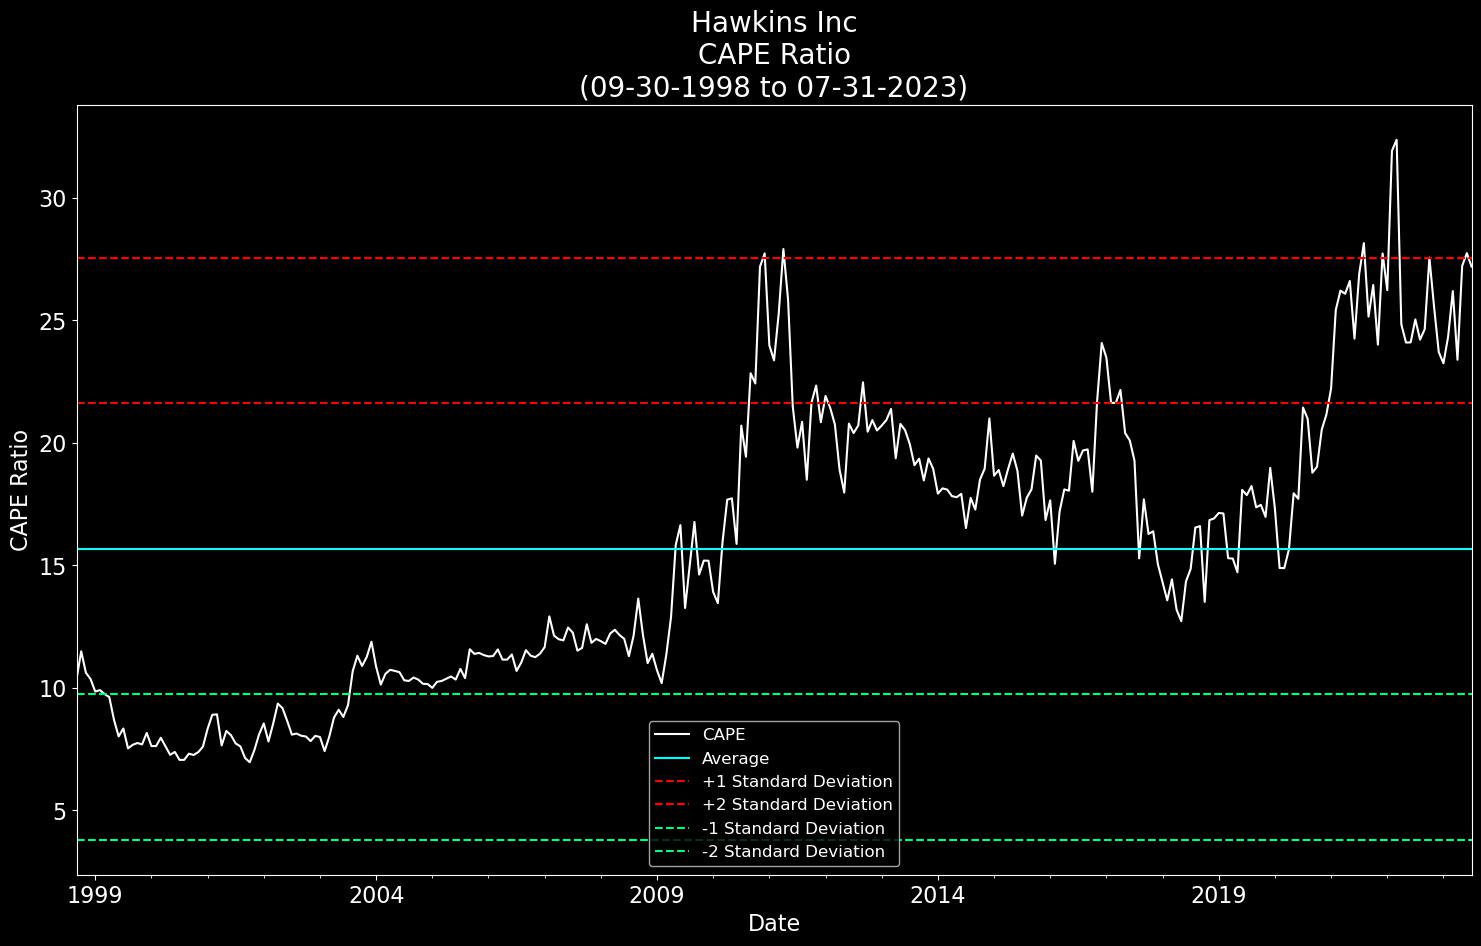 Hawkins Inc
CAPE Ratio
(09-30-1998 to 07-31-2023)
CAPE Ratio
30
25
20
15
10
5
CAPE
Average
+1 Standard Deviation
+2 Standard Deviation
-1 Standard Deviation
-2 Standard Deviation
1999 2004 2009 2014 2019
Date